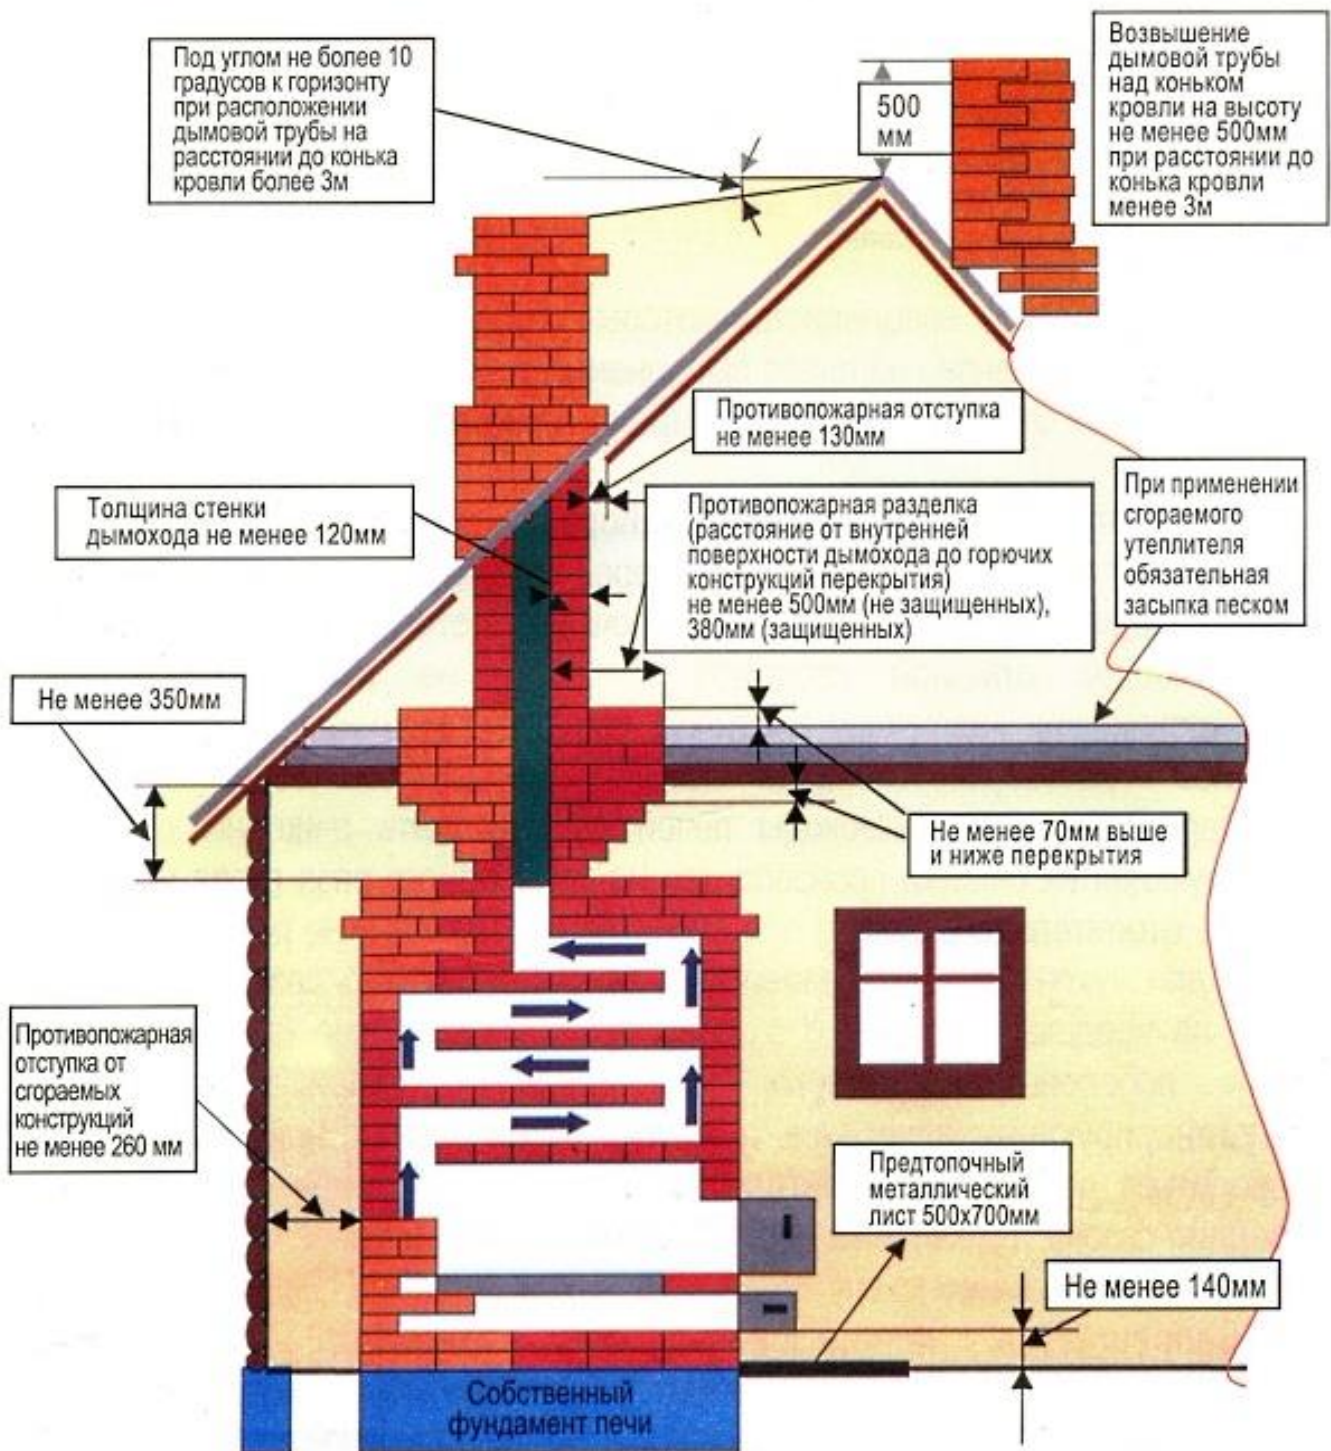 Под углом не более 10
градусов к горизонту
при расположении
дымовой трубы на
расстоянии до конька
кровли более 3м
500
мм
Возвышение
дымовой трубы
над коньком
кровли на высоту
не менее 500мм
при расстоянии до
конька кровли
менее 3м
Противопожарная отступка
не менее 130мм
Толщина стенки
дымохода не менее 120мм
Противопожарная разделка
(расстояние от внутренней
поверхности дымохода до горючих
конструкций перекрытия)
не менее 500мм (не защищенных),
380мм (защищенных)
При применении
сгораемого
утеплителя
обязательная
засыпка песком
Не менее 350мм
Не менее 70мм выше
и ниже перекрытия
Противопожарная
отступка от
сгораемых
конструкций
не менее 260 мм
Предтопочный
металлический
лист 500х700мм
Не менее 140мм
Собственный
фундамент печи